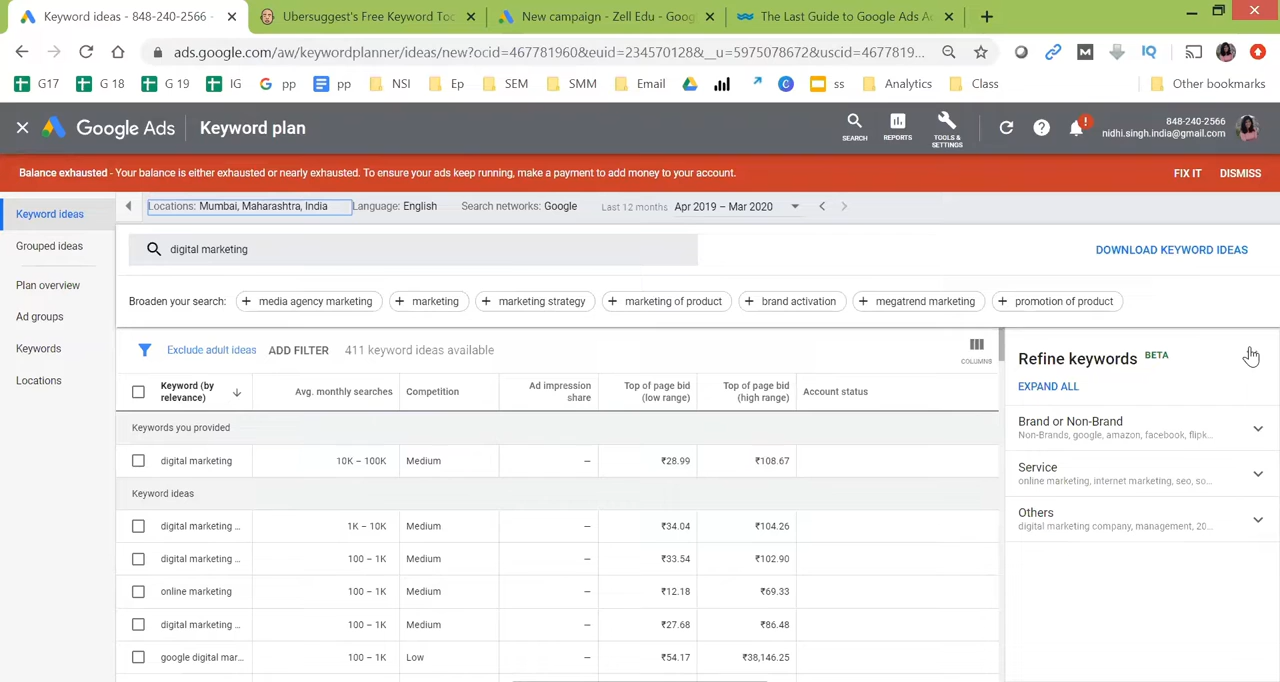 Keyword ideas - 848-240-2566 -
Ubersuggest's Free Keyword Too
New campaign - Zell Edu - Goog
The Last Guide to Google Ads Ac
ads.google.com/aw/keywordplanner/ideas/new?ocid=467781960&euid=234570128&__u=5975078672&uscid=4677819...
G17
G 18
G 19
IG
pp
pp
NSI
Ep
SEM
SMM
Email
ss
Analytics
Class
Other bookmarks
Google Ads
Keyword plan
SEARCH
REPORTS
TOOLS & SETTINGS
848-240-2566
nidhi.singh.india@gmail.com
Balance exhausted - Your balance is either exhausted or nearly exhausted. To ensure your ads keep running, make a payment to add money to your account.
FIX IT
DISMISS
Keyword ideas
Grouped ideas
Plan overview
Ad groups
Keywords
Locations
Locations: Mumbai, Maharashtra, India
Language: English
Search networks: Google
Last 12 months
Apr 2019 – Mar 2020
digital marketing
DOWNLOAD KEYWORD IDEAS
Broaden your search:
+ media agency marketing
+ marketing
+ marketing strategy
+ marketing of product
+ brand activation
+ megatrend marketing
+ promotion of product
Exclude adult ideas
ADD FILTER
411 keyword ideas available
COLUMNS
Keyword (by relevance)
Avg. monthly searches
Competition
Ad impression share
Top of page bid (low range)
Top of page bid (high range)
Account status
Keywords you provided
digital marketing 10K – 100K Medium – ₹28.99 ₹108.67
Keyword ideas
digital marketing ... 1K – 10K Medium – ₹34.04 ₹104.26
digital marketing ... 100 – 1K Medium – ₹33.54 ₹102.90
online marketing 100 – 1K Medium – ₹12.18 ₹69.33
digital marketing ... 100 – 1K Medium – ₹27.68 ₹86.48
google digital mar... 100 – 1K Low – ₹54.17 ₹38,146.25
Refine keywords BETA
EXPAND ALL
Brand or Non-Brand
Non-Brands, google, amazon, facebook, flipk...
Service
online marketing, internet marketing, seo, so...
Others
digital marketing company, management, 20...